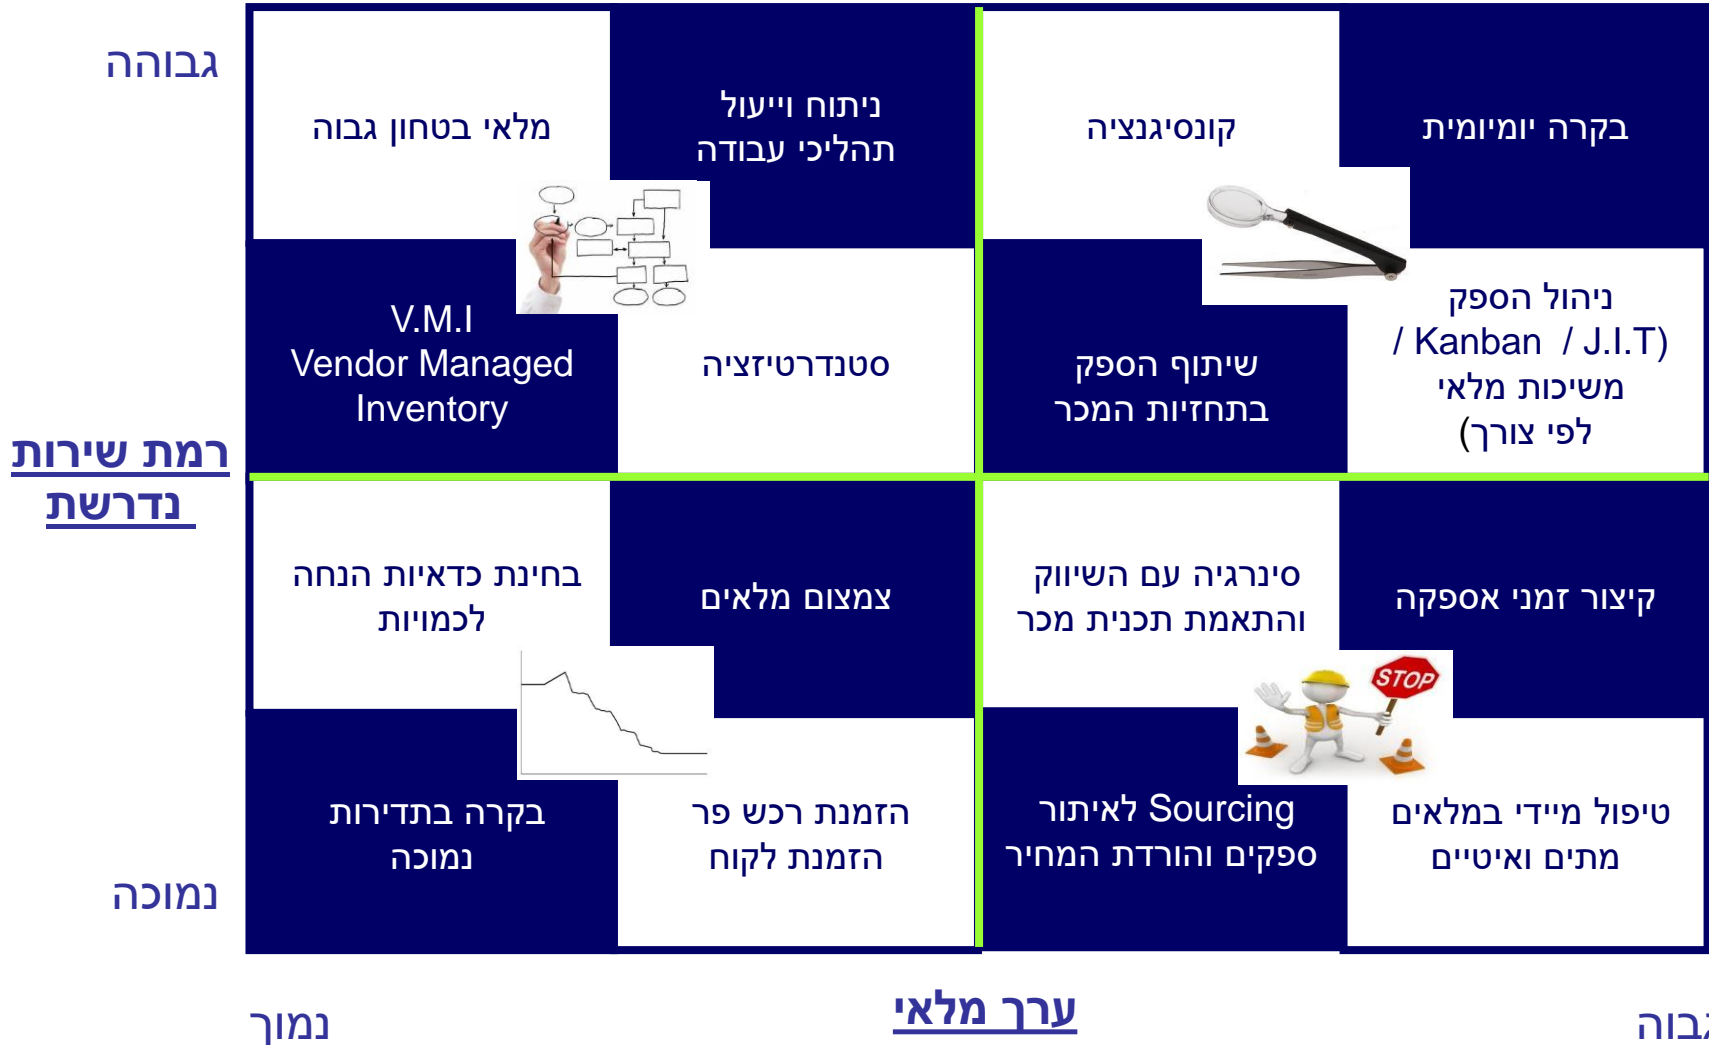 גבוהה
מלאי בטחון גבוה
ניתוח וייעול
תהליכי עבודה
קונסיגנציה
בקרה יומיומית
V.M.I
Vendor Managed
Inventory
סטנדרטיזציה
שיתוף הספק
בתחזיות המכר
ניהול הספק
(J.I.T / Kanban /
משיכות מלאי
לפי צורך)
רמת שירות
נדרשת
בחינת כדאיות הנחה
לכמויות
צמצום מלאים
סינרגיה עם השיווק
והתאמת תכנית מכר
קיצור זמני אספקה
STOP
בקרה בתדירות
נמוכה
הזמנת רכש פר
הזמנת לקוח
Sourcing לאיתור
ספקים והורדת המחיר
טיפול מיידי במלאים
מתים ואיטיים
נמוכה
נמוך
ערך מלאי
גבוה